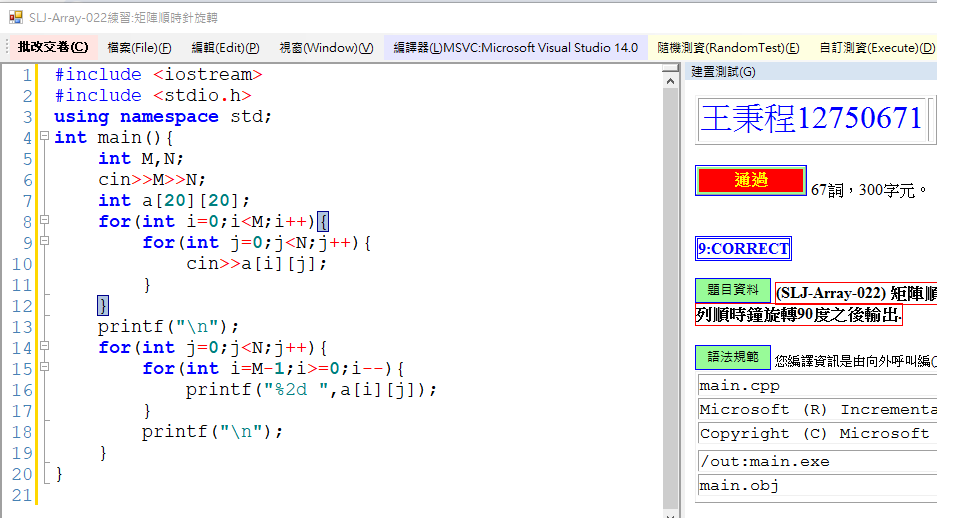 SLJ-Array-022練習:矩陣順時針旋轉
批改交卷(C) 檔案(File)(F) 編輯(Edit)(P) 視窗(Window)(V) 編譯器(L)MSVC:Microsoft Visual Studio 14.0 隨機測資(RandomTest)(E) 自訂測資(Execute)(D)
1 #include <iostream>
2 #include <stdio.h>
3 using namespace std;
4 int main(){
5 int M,N;
6 cin>>M>>N;
7 int a[20][20];
8 for(int i=0;i<M;i++){
9 for(int j=0;j<N;j++){
10 cin>>a[i][j];
11 }
12 }
13 printf("\n");
14 for(int j=0;j<N;j++){
15 for(int i=M-1;i>=0;i--){
16 printf("%2d ",a[i][j]);
17 }
18 printf("\n");
19 }
20 }
21
建置測試(G)
王秉程12750671
通過 67詞，300字元。
9:CORRECT
題目資料 (SLJ-Array-022) 矩陣順
列順時鐘旋轉90度之後輸出.
語法規範 您編譯資訊是由向外呼叫編(
main.cpp
Microsoft (R) Incrementa
Copyright (C) Microsoft
/out:main.exe
main.obj